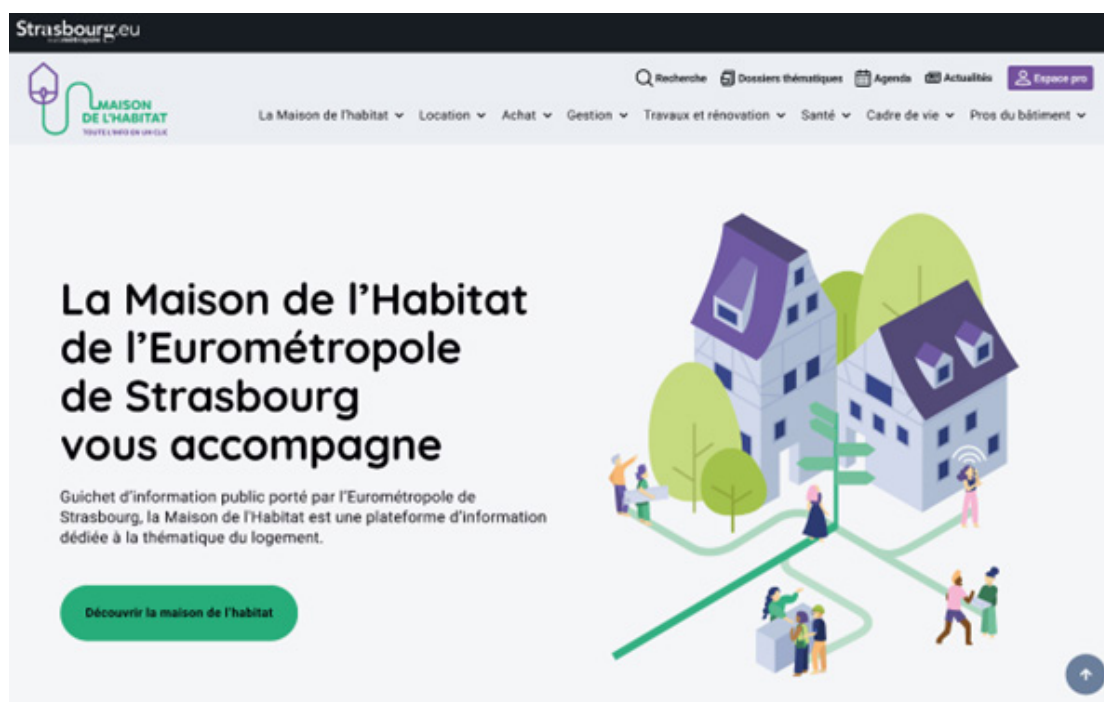 Strasbourg.eu
Recherche Dossiers thématiques Agenda Actualités Espace pro
MAISON
DE L'HABITAT
TOUTE L'INFO EN UN CLIC
La Maison de l'habitat Location Achat Gestion Travaux et rénovation Santé Cadre de vie Pros du bâtiment
La Maison de l'Habitat
de l'Eurométropole
de Strasbourg
vous accompagne
Guichet d'information public porté par l'Eurométropole de
Strasbourg, la Maison de l'Habitat est une plateforme d'information
dédiée à la thématique du logement.
Découvrir la maison de l'habitat